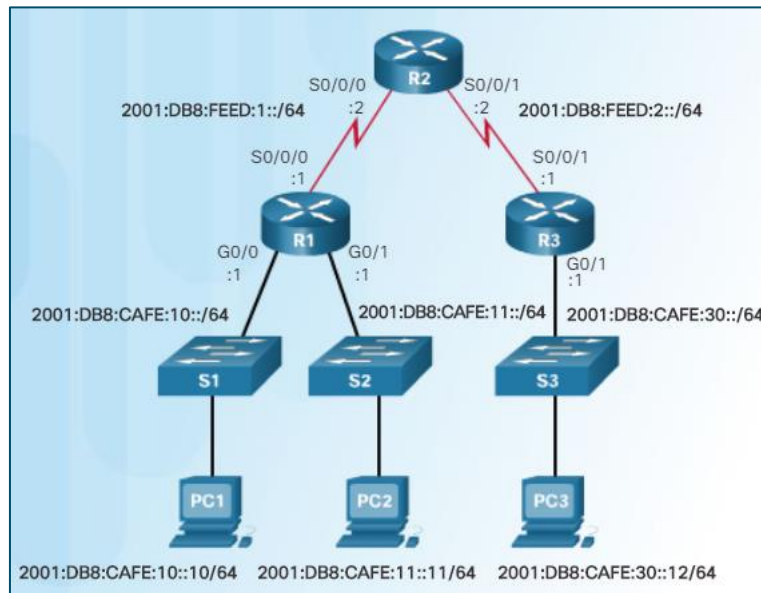 R2
S0/0/0
:2
S0/0/1
:2
2001:DB8:FEED:1::/64
2001:DB8:FEED:2::/64
S0/0/0
:1
S0/0/1
:1
R1
R3
G0/0
:1
G0/1
:1
G0/1
:1
2001:DB8:CAFE:10::/64
2001:DB8:CAFE:11::/64
2001:DB8:CAFE:30::/64
S1
S2
S3
PC1
PC2
PC3
2001:DB8:CAFE:10::10/64
2001:DB8:CAFE:11::11/64
2001:DB8:CAFE:30::12/64